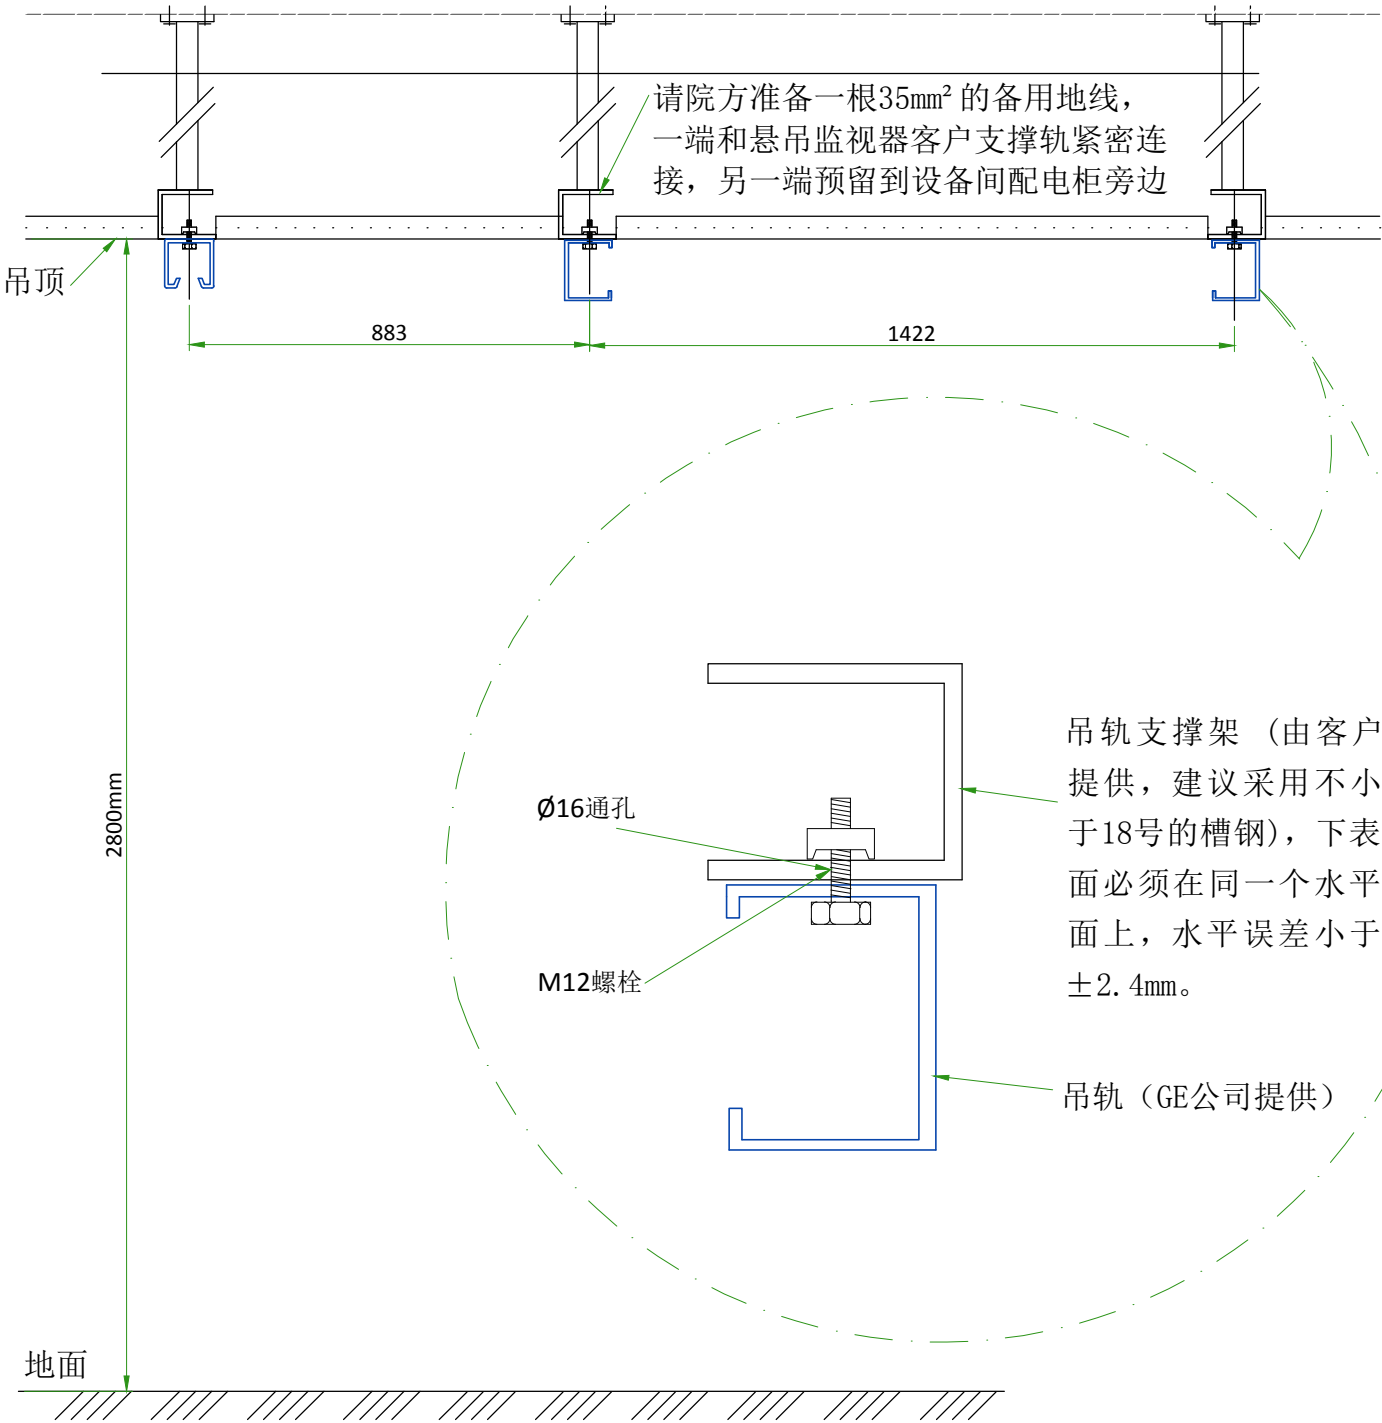 请院方准备一根35mm²的备用地线，
一端和悬吊监视器客户支撑轨紧密连
接，另一端预留到设备间配电柜旁边
吊顶
883
1422
2800mm
Ø16通孔
M12螺栓
吊轨支撑架（由客户
提供，建议采用不小
于18号的槽钢），下表
面必须在同一个水平
面上，水平误差小于
±2.4mm。
吊轨（GE公司提供）
地面